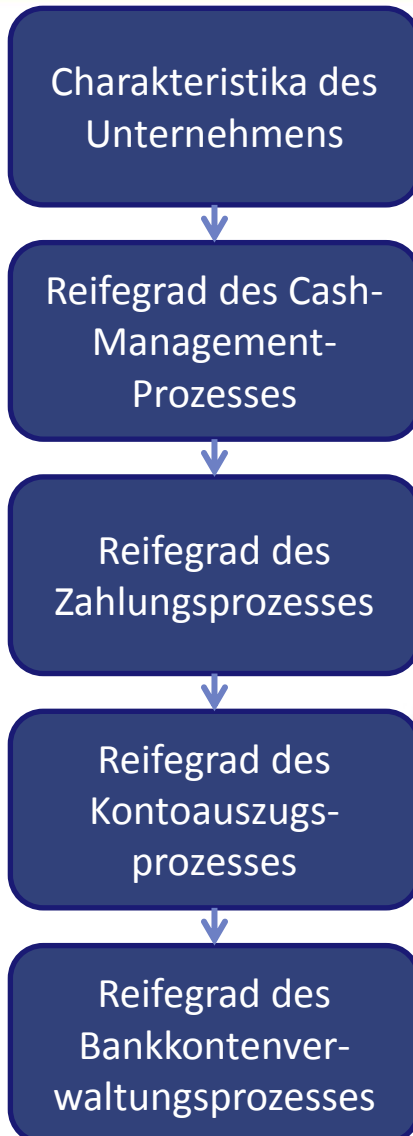 Charakteristika des
Unternehmens
Reifegrad des Cash-
Management-
Prozesses
Reifegrad des
Zahlungsprozesses
Reifegrad des
Kontoauszugs-
prozesses
Reifegrad des
Bankkontenver-
waltungsprozesses